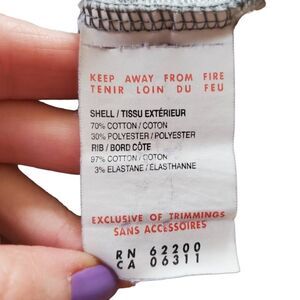 KEEP AWAY FROM FIRE
TENIR LOIN DU FEU
SHELL / TISSU EXTÉRIEUR
70% COTTON / COTON
30% POLYESTER / POLYESTER
RIB / BORD CÔTE
97% COTTON / COTON
3% ELASTANE / ÉLASTHANNE
EXCLUSIVE OF TRIMMINGS
SANS ACCESSOIRES
RN 62200
CA 06311